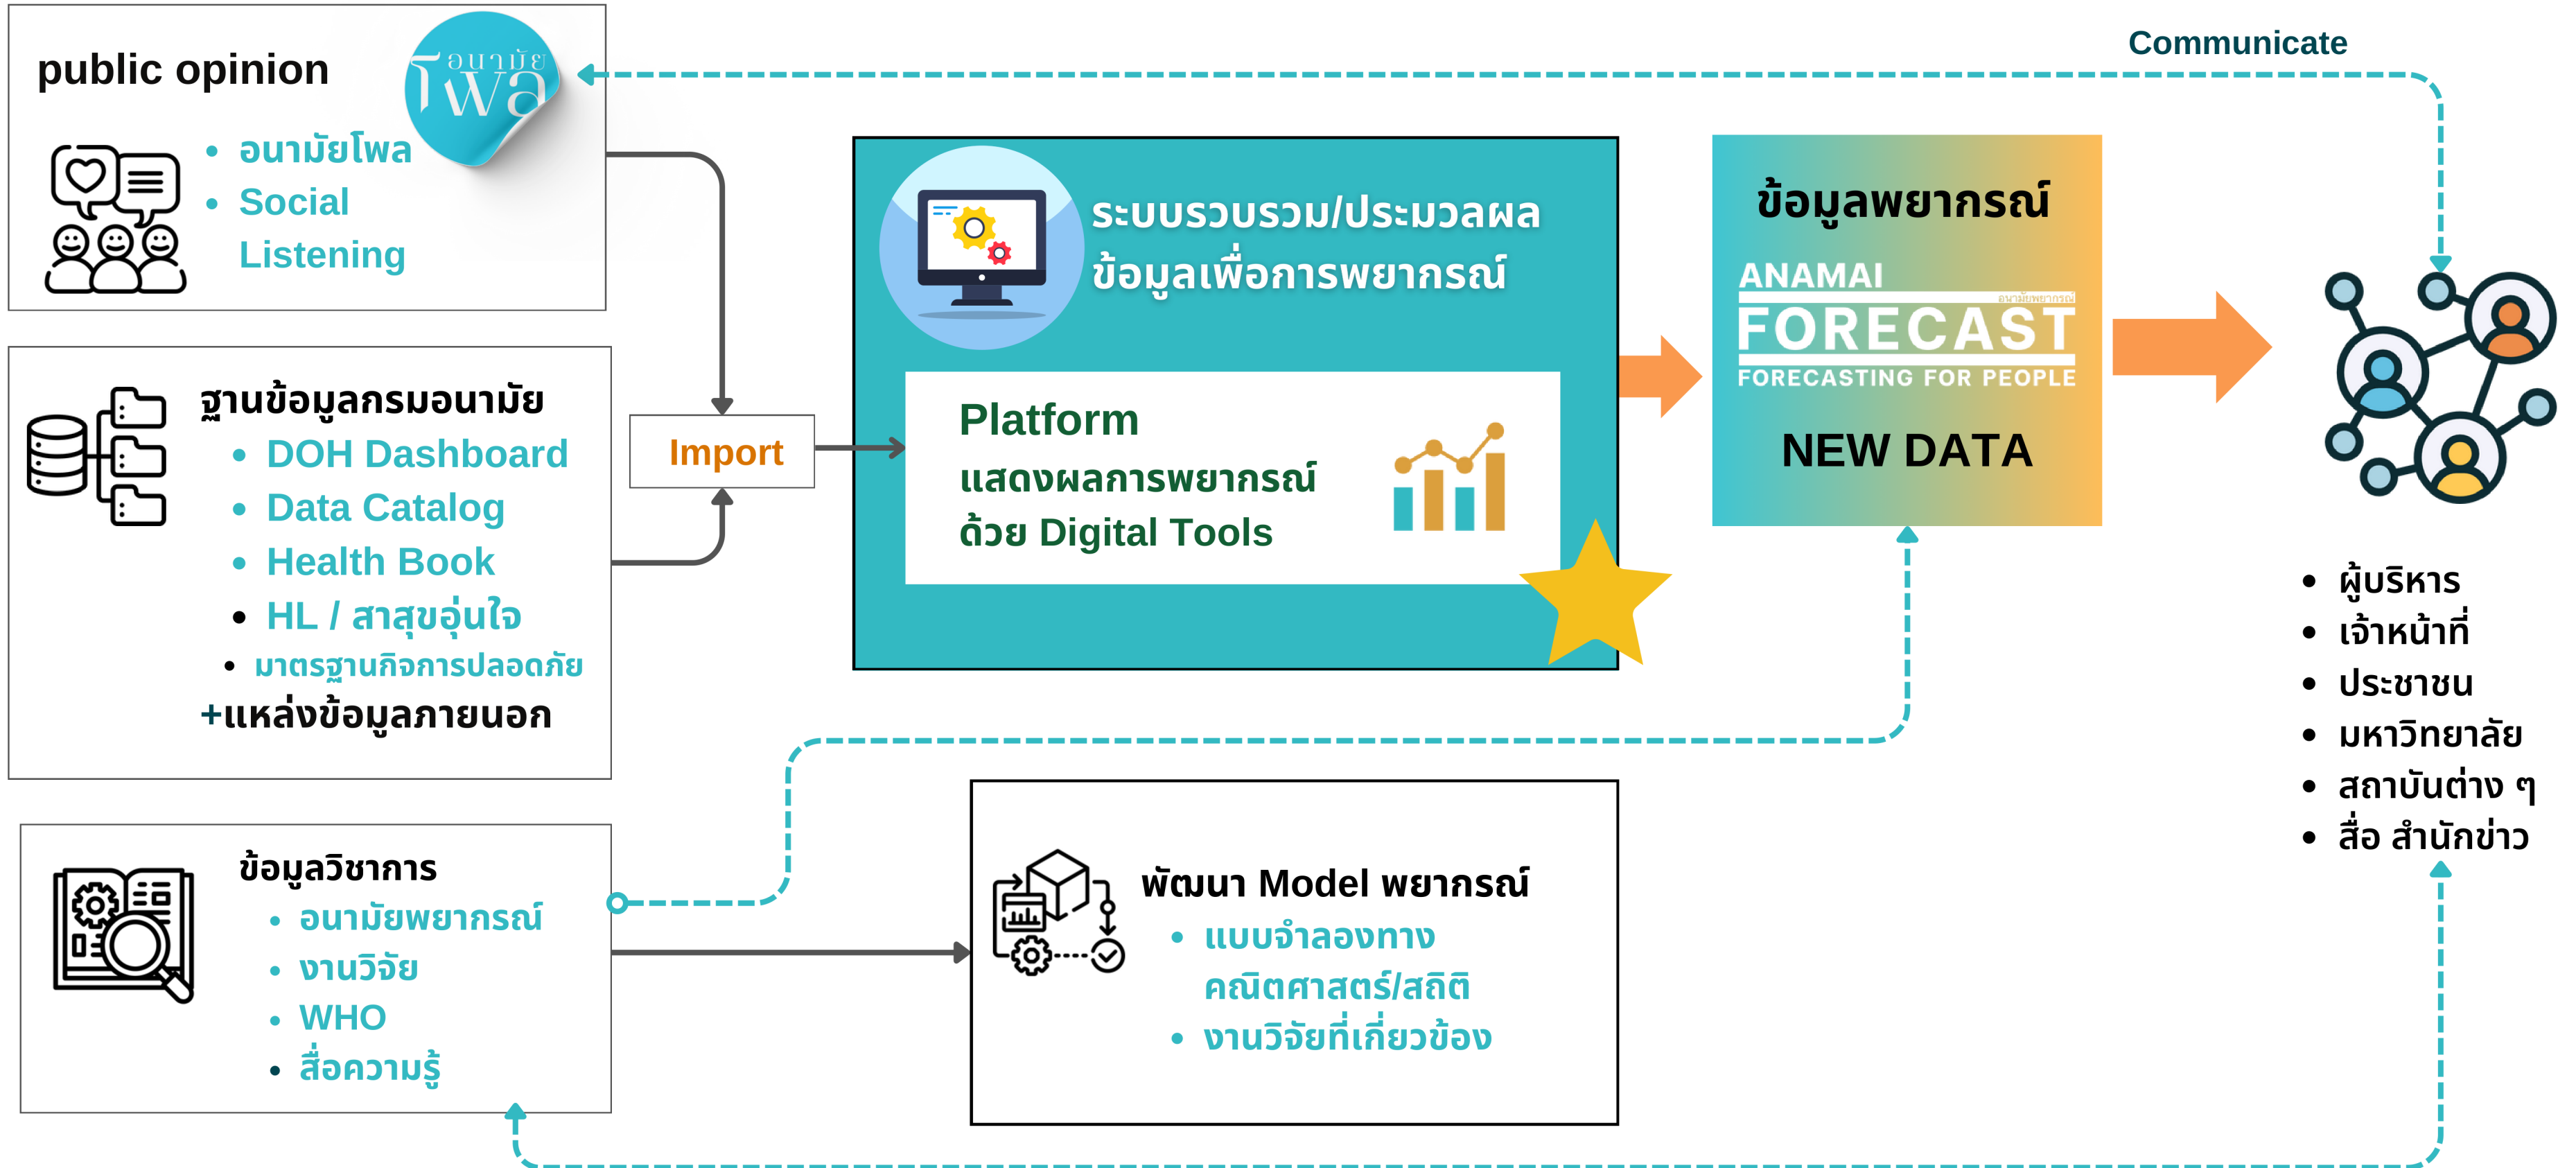 public opinion
อนามัย
โพล
อนามัยโพล
Social
Listening
ฐานข้อมูลกรมอนามัย
DOH Dashboard
Data Catalog
Health Book
HL / สาสุขอุ่นใจ
มาตรฐานกิจการปลอดภัย
+แหล่งข้อมูลภายนอก
ข้อมูลวิชาการ
อนามัยพยากรณ์
งานวิจัย
WHO
สื่อความรู้
Import
ระบบรวบรวม/ประมวลผล
ข้อมูลเพื่อการพยากรณ์
Platform
แสดงผลการพยากรณ์
ด้วย Digital Tools
พัฒนา Model พยากรณ์
แบบจำลองทาง
คณิตศาสตร์/สถิติ
งานวิจัยที่เกี่ยวข้อง
ข้อมูลพยากรณ์
ANAMAI
อนามัยพยากรณ์
FORECAST
FORECASTING FOR PEOPLE
NEW DATA
Communicate
ผู้บริหาร
เจ้าหน้าที่
ประชาชน
มหาวิทยาลัย
สถาบันต่าง ๆ
สื่อ สำนักข่าว